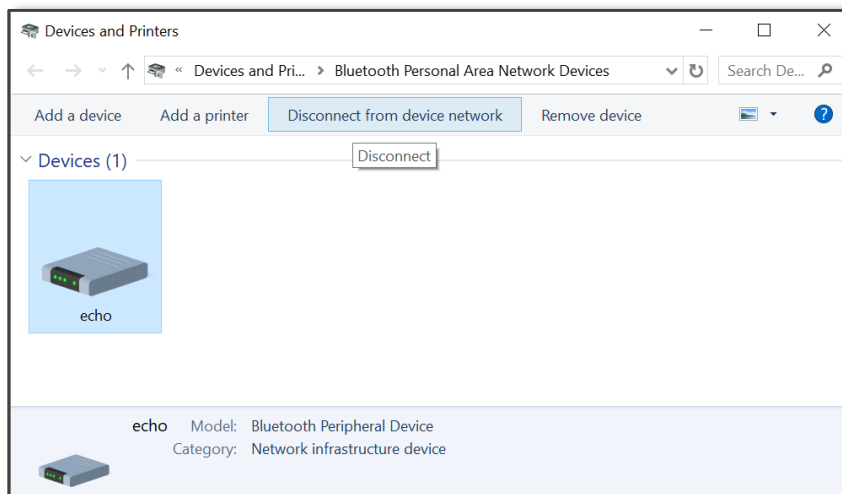 Devices and Printers
« Devices and Pri... > Bluetooth Personal Area Network Devices Search De...
Add a device Add a printer Disconnect from device network Remove device ?
Disconnect
Devices (1)
echo
echo Model: Bluetooth Peripheral Device
Category: Network infrastructure device